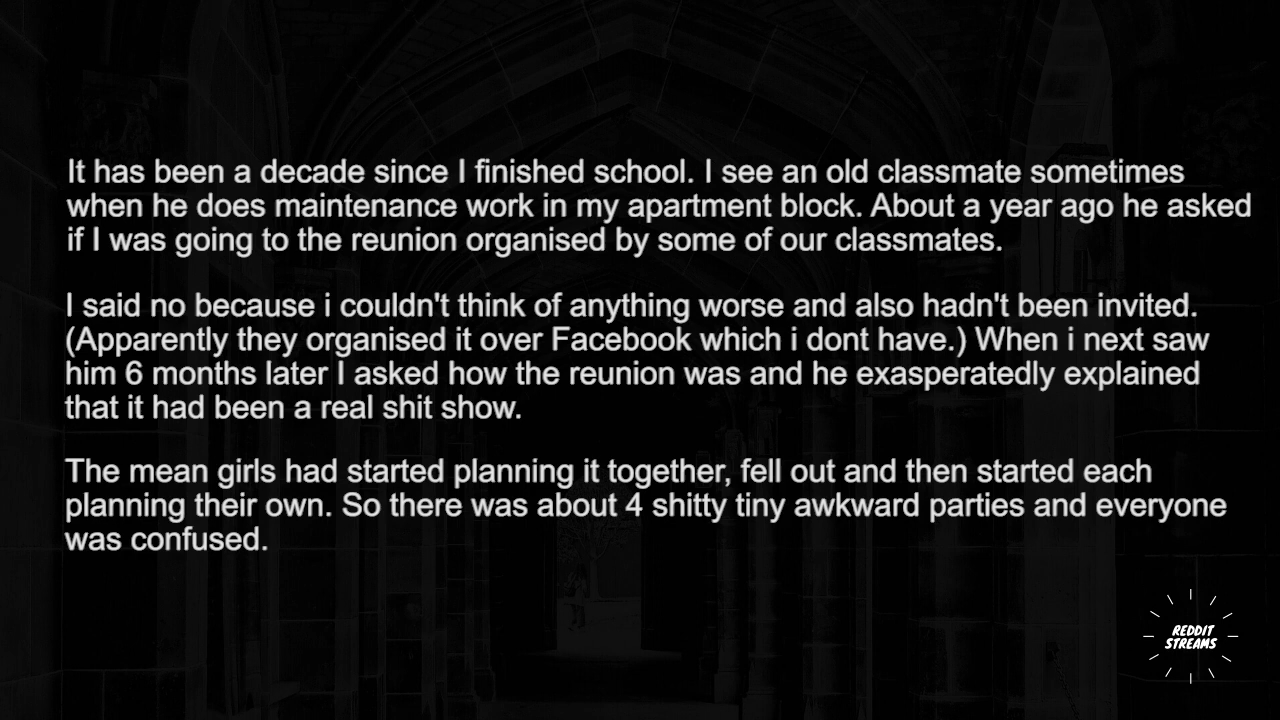 It has been a decade since I finished school. I see an old classmate sometimes
when he does maintenance work in my apartment block. About a year ago he asked
if I was going to the reunion organised by some of our classmates.
I said no because i couldn't think of anything worse and also hadn't been invited.
(Apparently they organised it over Facebook which i dont have.) When i next saw
him 6 months later I asked how the reunion was and he exasperatedly explained
that it had been a real shit show.
The mean girls had started planning it together, fell out and then started each
planning their own. So there was about 4 shitty tiny awkward parties and everyone
was confused.
REDDIT
STREAMS